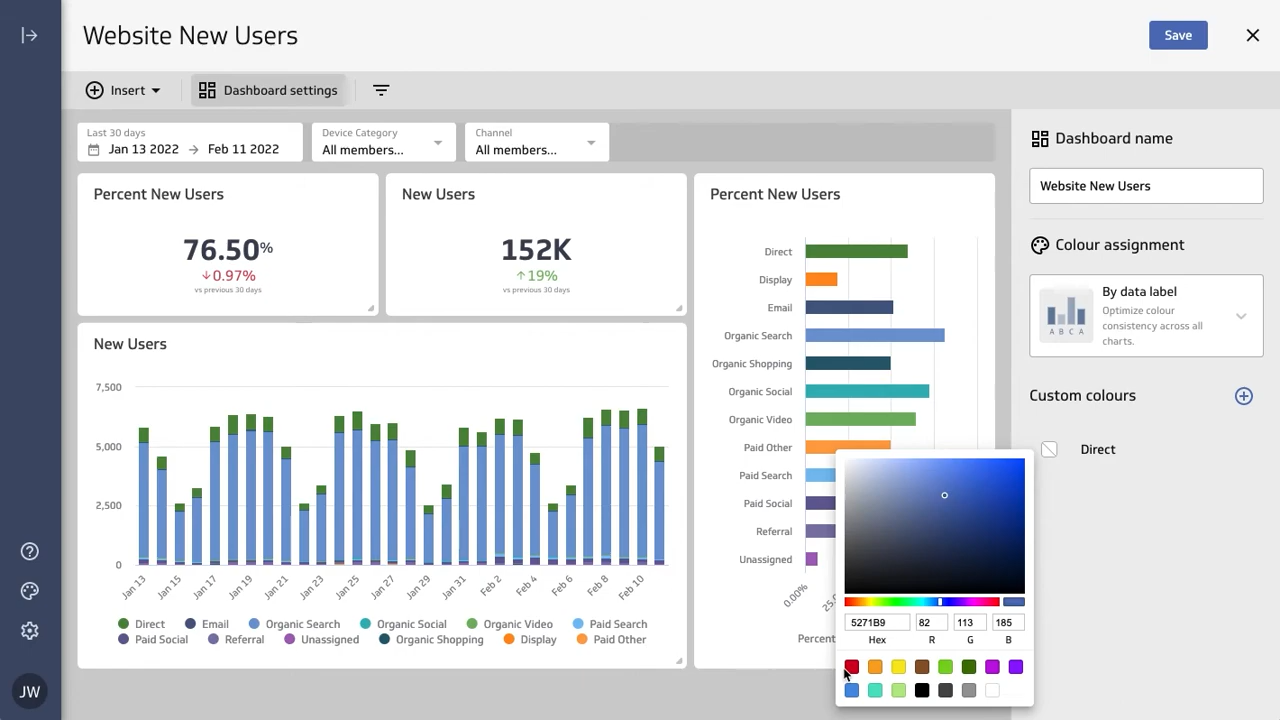 Website New Users
Save
Insert
Dashboard settings
Last 30 days
Jan 13 2022 → Feb 11 2022
Device Category
All members...
Channel
All members...
Dashboard name
Website New Users
Colour assignment
By data label
Optimize colour
consistency across all
charts.
A B C A
Custom colours
Direct
Percent New Users
76.50%
↓0.97%
vs previous 30 days
New Users
152K
↑19%
vs previous 30 days
Percent New Users
Direct
Display
Email
Organic Search
Organic Shopping
Organic Social
Organic Video
Paid Other
Paid Search
Paid Social
Referral
Unassigned
0.00%
Percent
New Users
7,500
5,000
2,500
0
Jan 13 Jan 15 Jan 17 Jan 19 Jan 21 Jan 23 Jan 25 Jan 27 Jan 29 Jan 31 Feb 2 Feb 4 Feb 6 Feb 8 Feb 10
Direct Email Organic Search Organic Social Organic Video Paid Search
Paid Social Referral Unassigned Organic Shopping Display Paid Other
5271B9 82 113 185
Hex R G B
JW